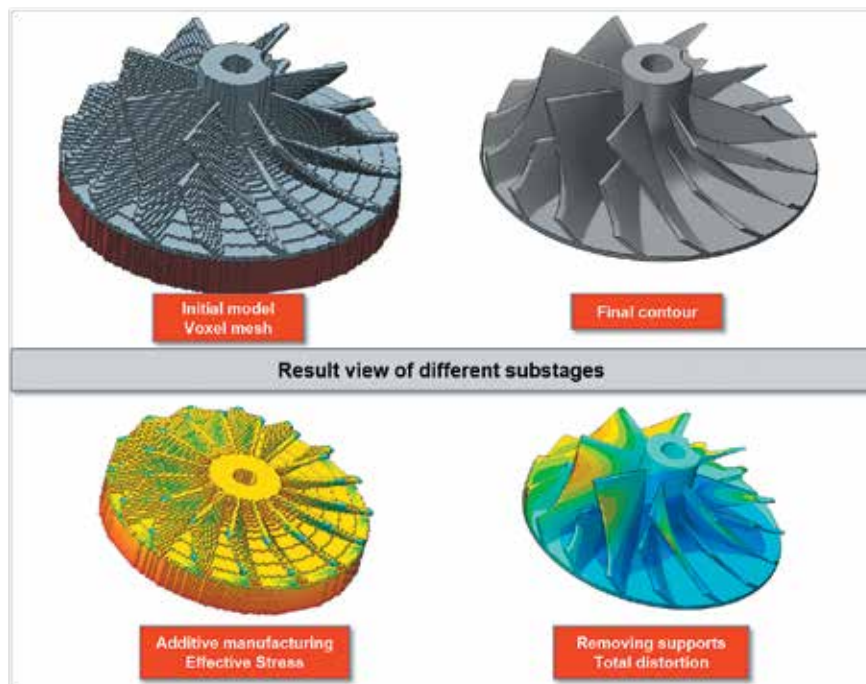 Initial model
Voxel mesh
Final contour
Result view of different substages
Additive manufacturing
Effective Stress
Removing supports
Total distortion